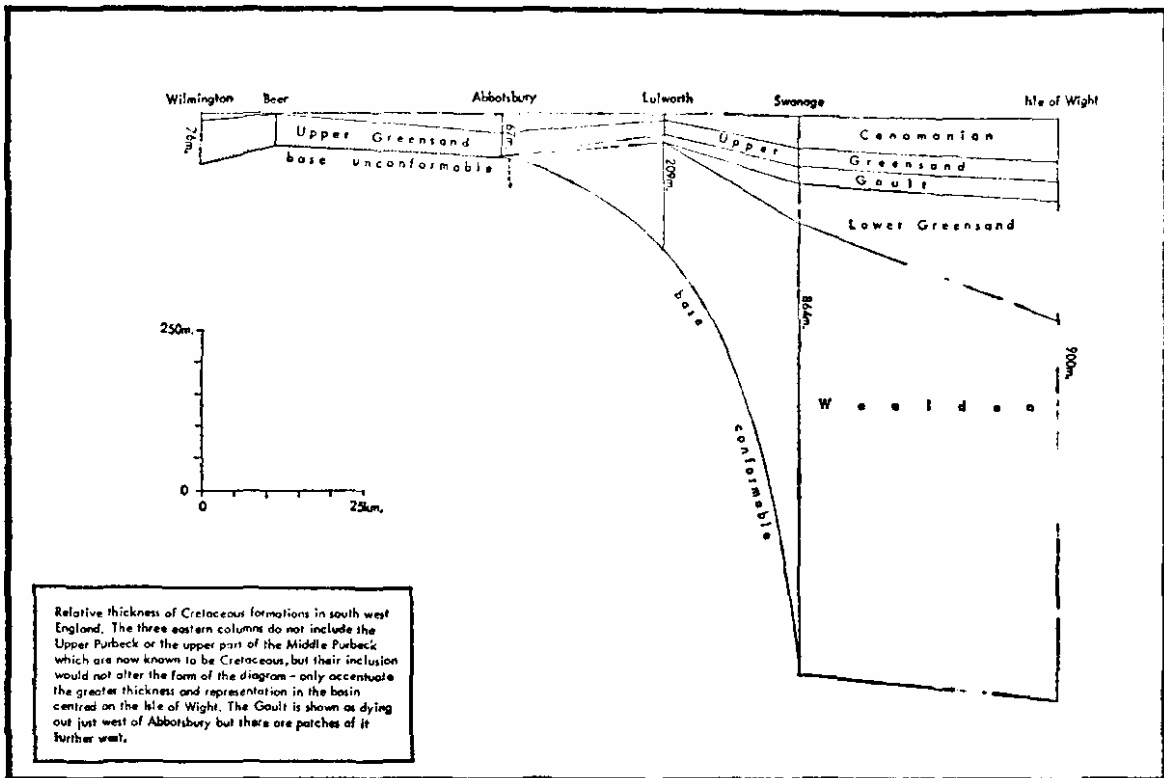 Wilmington Beer Abbotsbury Lulworth Swanage Isle of Wight
76m.
67m.
Upper Greensand
base unconformable
209m.
Upper
Cenomanian
Greensand
Gault
Lower Greensand
base
conformable
864m.
900m.
Wealden
250m.
0
0 25km.
Relative thickness of Cretaceous formations in south west
England. The three eastern columns do not include the
Upper Purbeck or the upper part of the Middle Purbeck
which are now known to be Cretaceous, but their inclusion
would not alter the form of the diagram - only accentuate
the greater thickness and representation in the basin
centred on the Isle of Wight. The Gault is shown as dying
out just west of Abbotsbury but there are patches of it
further west.